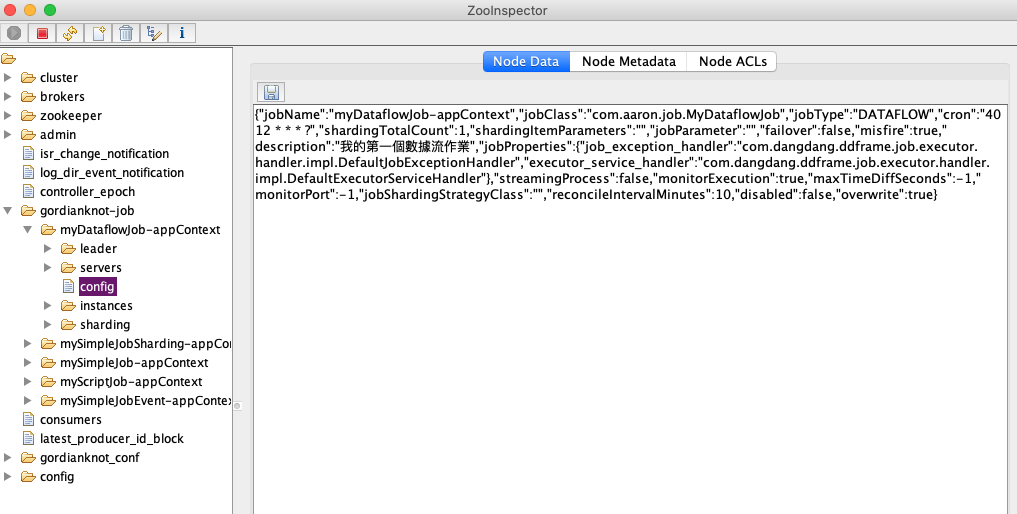 ZooInspector
cluster
brokers
zookeeper
admin
isr_change_notification
log_dir_event_notification
controller_epoch
gordianknot-job
myDataflowJob-appContext
leader
servers
config
instances
sharding
mySimpleJobSharding-appCon
mySimpleJob-appContext
myScriptJob-appContext
mySimpleJobEvent-appContex
consumers
latest_producer_id_block
gordianknot_conf
config
Node Data Node Metadata Node ACLs
{"jobName":"myDataflowJob-appContext","jobClass":"com.aaron.job.MyDataflowJob","jobType":"DATAFLOW","cron":"40
12 * * * ?","shardingTotalCount":1,"shardingItemParameters":"","jobParameter":"","failover":false,"misfire":true,"
description":"我的第一個數據流作業","jobProperties":{"job_exception_handler":"com.dangdang.ddframe.job.executor.
handler.impl.DefaultJobExceptionHandler","executor_service_handler":"com.dangdang.ddframe.job.executor.handler.
impl.DefaultExecutorServiceHandler"},"streamingProcess":false,"monitorExecution":true,"maxTimeDiffSeconds":-1,"
monitorPort":-1,"jobShardingStrategyClass":"","reconcileIntervalMinutes":10,"disabled":false,"overwrite":true}